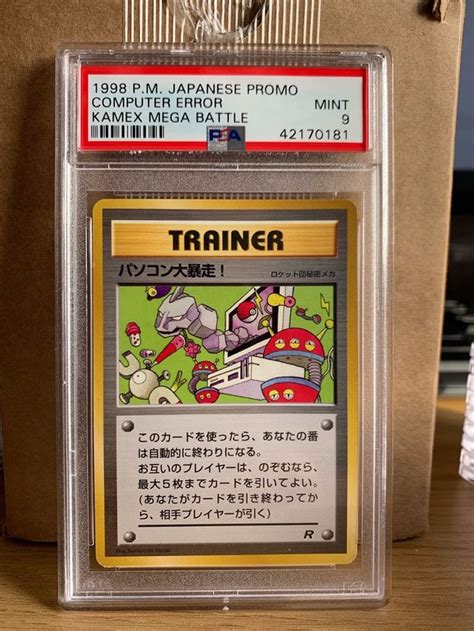 1998 P.M. JAPANESE PROMO
COMPUTER ERROR MINT
KAMEX MEGA BATTLE 9
PSA 42170181
TRAINER
パソコン大暴走！ ロケット団秘密メカ
このカードを使ったら、あなたの番
は自動的に終わりになる。
お互いのプレイヤーは、のぞむなら、
最大5枚までカードを引いてよい。
(あなたがカードを引き終わってか
ら、相手プレイヤーが引く)
R